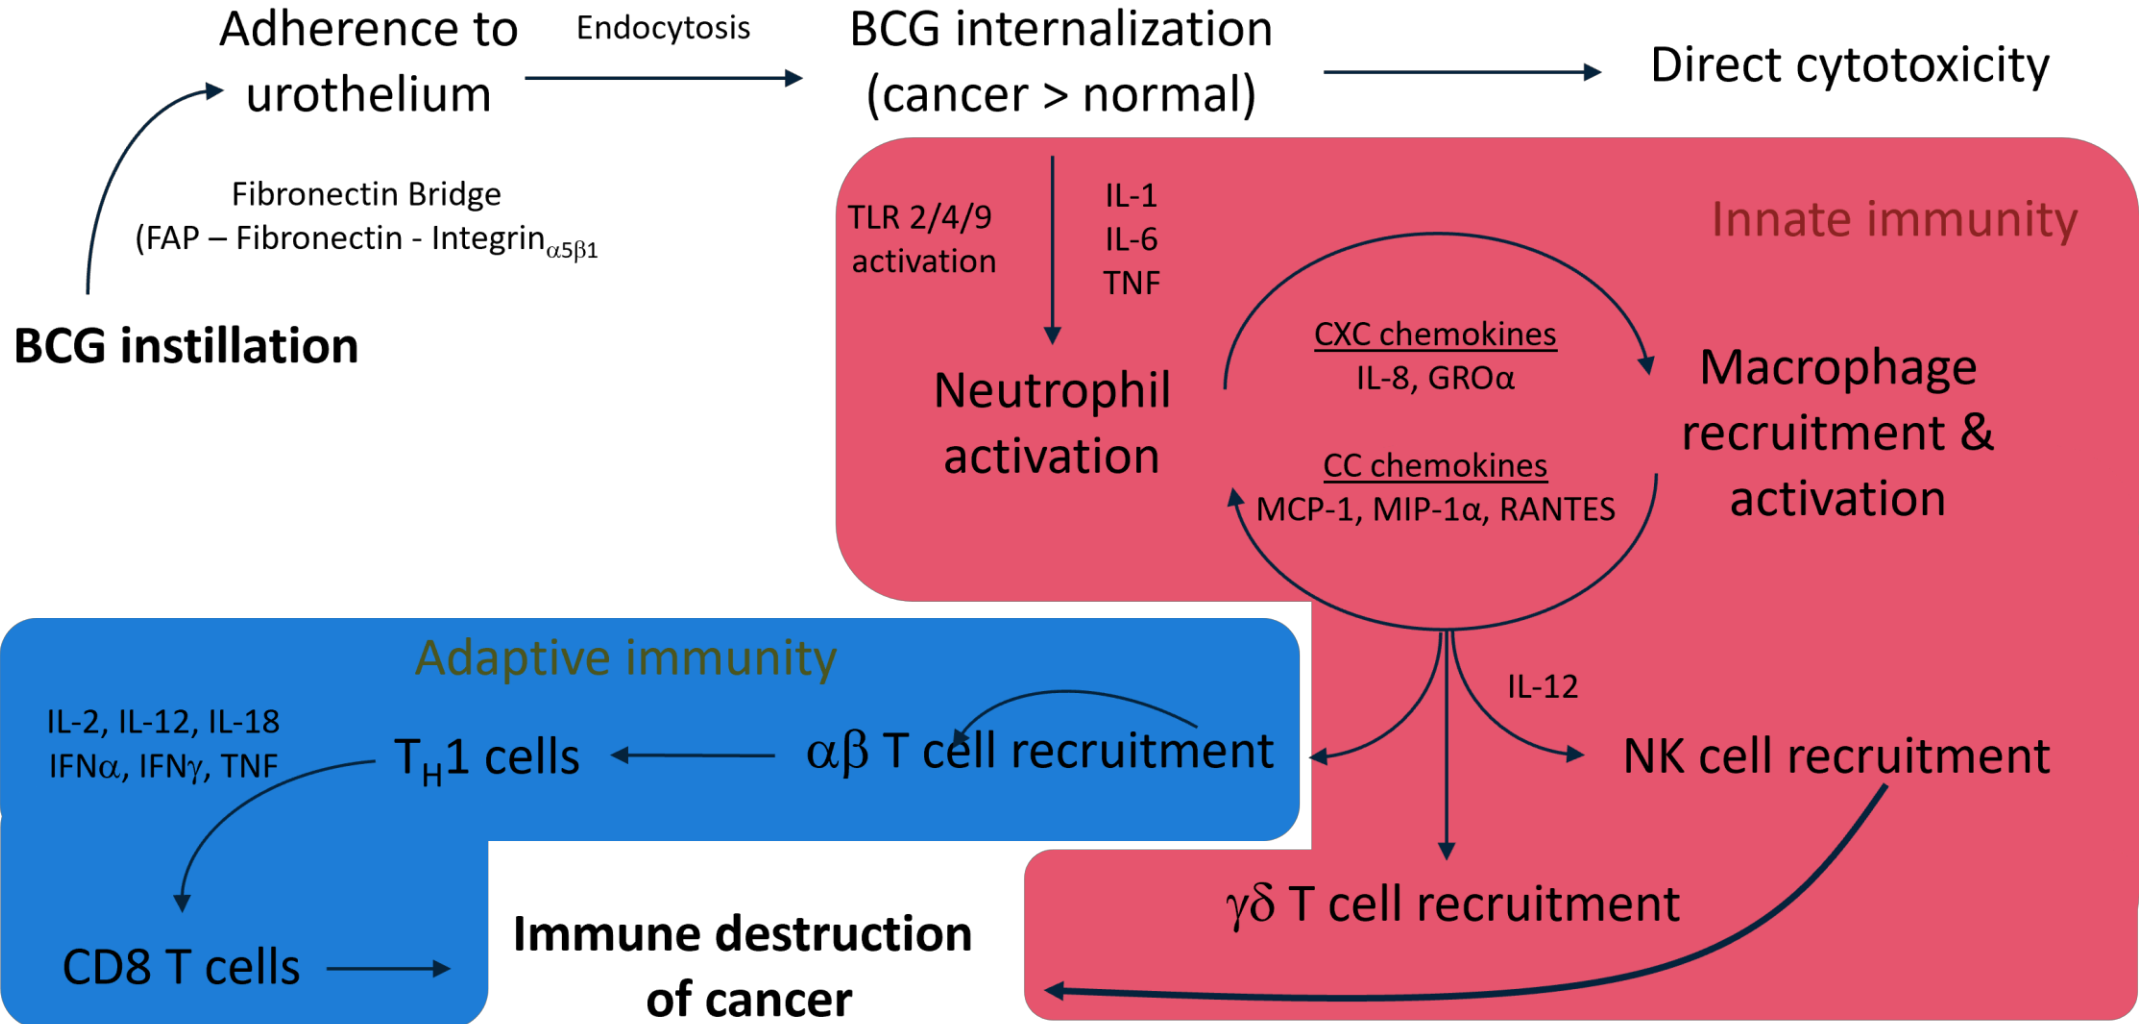 Adherence to
urothelium
Endocytosis
BCG internalization
(cancer > normal)
Direct cytotoxicity
Fibronectin Bridge
(FAP – Fibronectin - Integrinα5β1
BCG instillation
TLR 2/4/9
activation
IL-1
IL-6
TNF
Innate immunity
CXC chemokines
IL-8, GROα
Neutrophil
activation
CC chemokines
MCP-1, MIP-1α, RANTES
Macrophage
recruitment &
activation
Adaptive immunity
IL-2, IL-12, IL-18
IFNα, IFNγ, TNF
TH1 cells
αβ T cell recruitment
IL-12
NK cell recruitment
γδ T cell recruitment
CD8 T cells
Immune destruction
of cancer